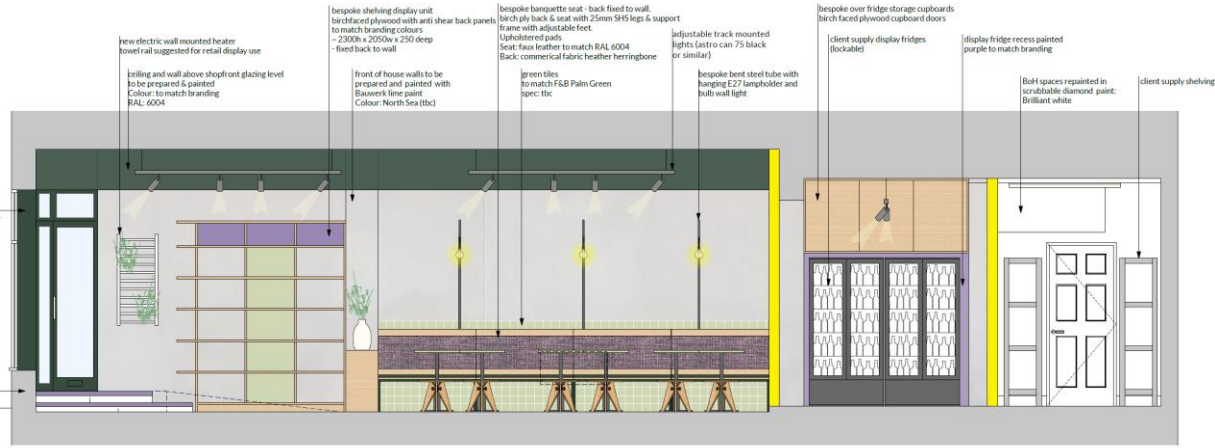 new electric wall mounted heater
towel rail suggested for retail display use
ceiling and wall above shopfront glazing level
to be prepared & painted
Colour: to match branding
RAL: 6004
bespoke shelving display unit
birchfaced plywood with anti shear back panels
to match branding colours
~ 2300h x 2050w x 250 deep
- fixed back to wall
front of house walls to be
prepared and painted with
Bauwerk lime paint
Colour: North Sea (tbc)
bespoke banquette seat - back fixed to wall.
birch ply back & seat with 25mm SHS legs & support
frame with adjustable feet.
Upholstered pads
Seat: faux leather to match RAL 6004
Back: commerical fabric heather herringbone
green tiles
to match F&B Palm Green
spec: tbc
adjustable track mounted
lights (astro can 75 black
or similar)
bespoke bent steel tube with
hanging E27 lampholder and
bulb wall light
bespoke over fridge storage cupboards
birch faced plywood cupboard doors
client supply display fridges
(lockable)
display fridge recess painted
purple to match branding
BoH spaces repainted in
scrubbable diamond paint:
Brilliant white
client supply shelving